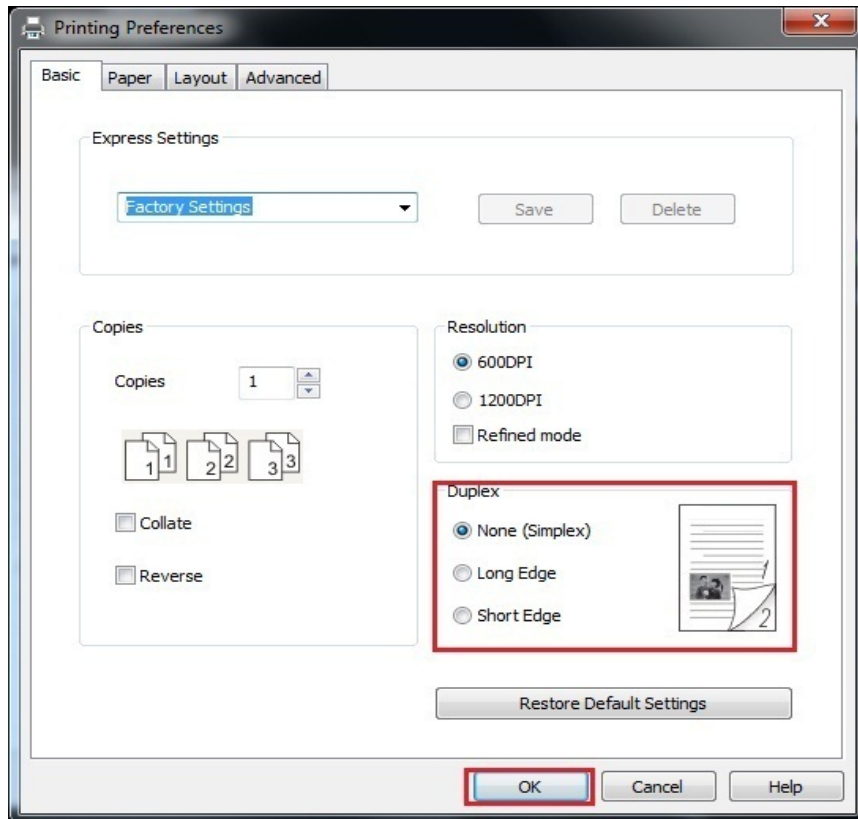 Printing Preferences
Basic Paper Layout Advanced
Express Settings
Factory Settings Save Delete
Copies
Copies 1
1 1 2 2 3 3
Collate
Reverse
Resolution
600DPI
1200DPI
Refined mode
Duplex
None (Simplex)
Long Edge
Short Edge
1
2
Restore Default Settings
OK Cancel Help